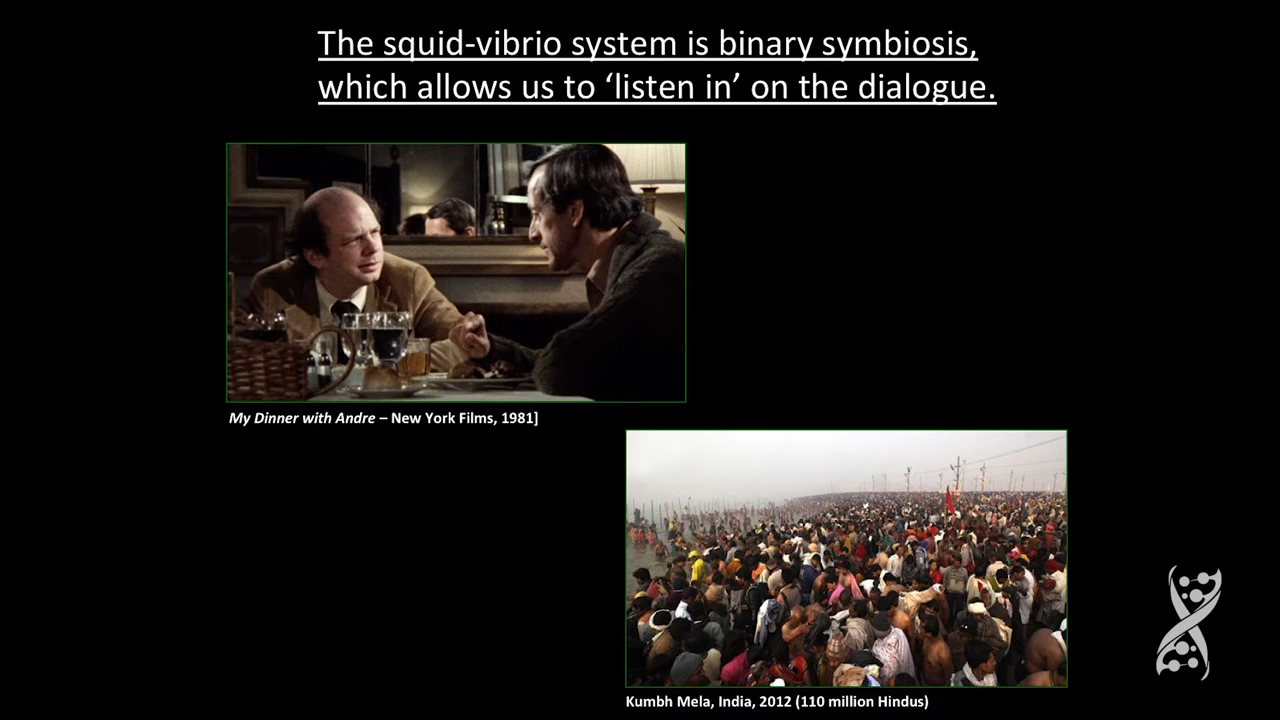 The squid-vibrio system is binary symbiosis,
which allows us to ‘listen in’ on the dialogue.
My Dinner with Andre – New York Films, 1981]
Kumbh Mela, India, 2012 (110 million Hindus)